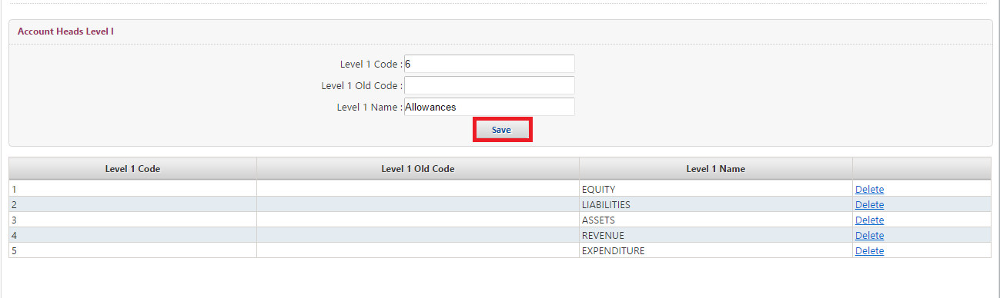 Account Heads Level I
Level 1 Code : 6
Level 1 Old Code :
Level 1 Name : Allowances
Save
Level 1 Code Level 1 Old Code Level 1 Name
1 EQUITY Delete
2 LIABILITIES Delete
3 ASSETS Delete
4 REVENUE Delete
5 EXPENDITURE Delete